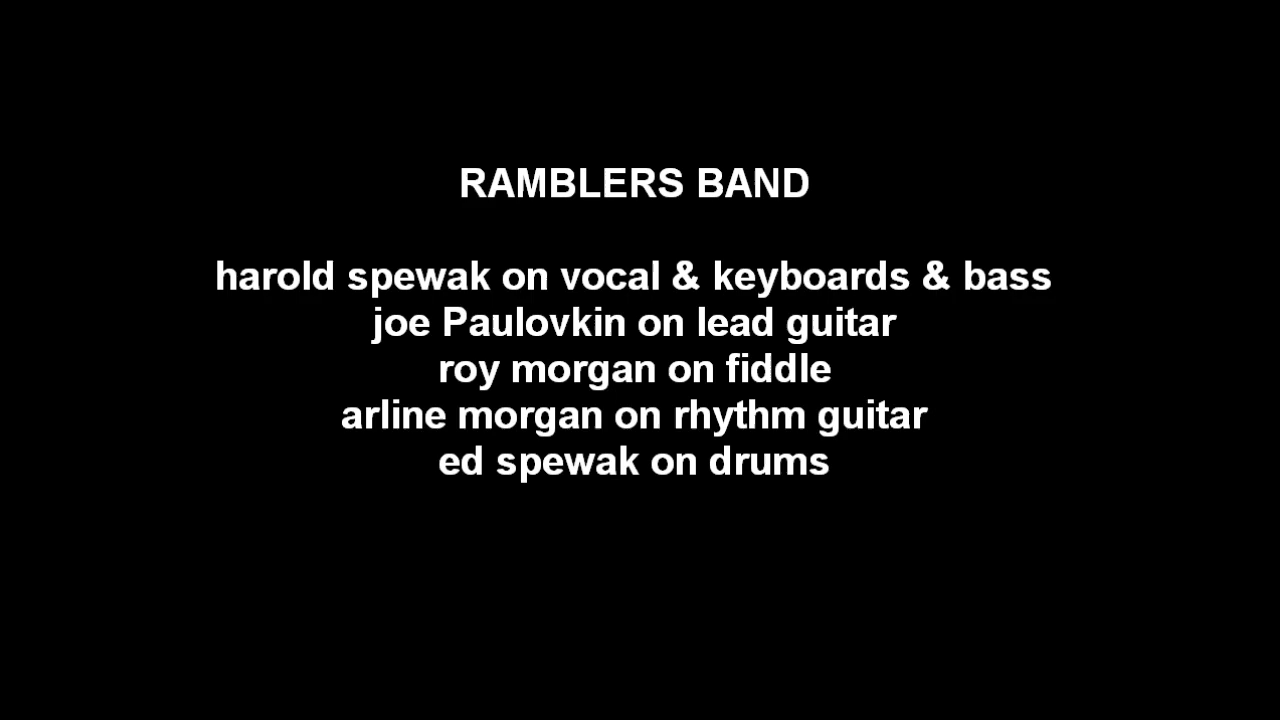 RAMBLERS BAND
harold spewak on vocal & keyboards & bass
joe Paulovkin on lead guitar
roy morgan on fiddle
arline morgan on rhythm guitar
ed spewak on drums